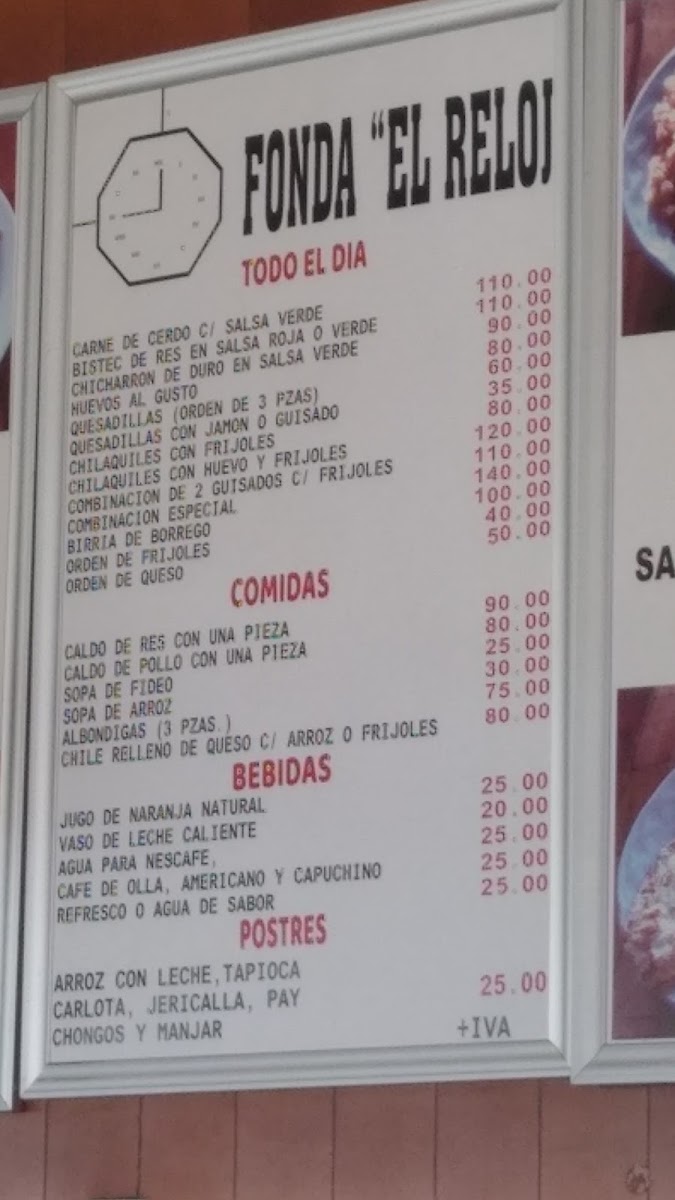 FONDA "EL RELOJ
TODO EL DIA
CARNE DE CERDO C/ SALSA VERDE 110.00
BISTEC DE RES EN SALSA ROJA O VERDE 110.00
CHICHARRON DE DURO EN SALSA VERDE 90.00
HUEVOS AL GUSTO 80.00
QUESADILLAS (ORDEN DE 3 PZAS) 60.00
QUESADILLAS CON JAMON O GUISADO 35.00
CHILAQUILES CON FRIJOLES 80.00
CHILAQUILES CON HUEVO Y FRIJOLES 120.00
COMBINACION DE 2 GUISADOS C/ FRIJOLES 110.00
COMBINACION ESPECIAL 140.00
BIRRIA DE BORREGO 100.00
ORDEN DE FRIJOLES 40.00
ORDEN DE QUESO 50.00
COMIDAS
CALDO DE RES CON UNA PIEZA 90.00
CALDO DE POLLO CON UNA PIEZA 80.00
SOPA DE FIDEO 25.00
SOPA DE ARROZ 30.00
ALBONDIGAS (3 PZAS.) 75.00
CHILE RELLENO DE QUESO C/ ARROZ O FRIJOLES 80.00
BEBIDAS
JUGO DE NARANJA NATURAL 25.00
VASO DE LECHE CALIENTE 20.00
AGUA PARA NESCAFE, 25.00
CAFE DE OLLA, AMERICANO Y CAPUCHINO 25.00
REFRESCO O AGUA DE SABOR 25.00
POSTRES
ARROZ CON LECHE,TAPIOCA
CARLOTA, JERICALLA, PAY 25.00
CHONGOS Y MANJAR +IVA
SA